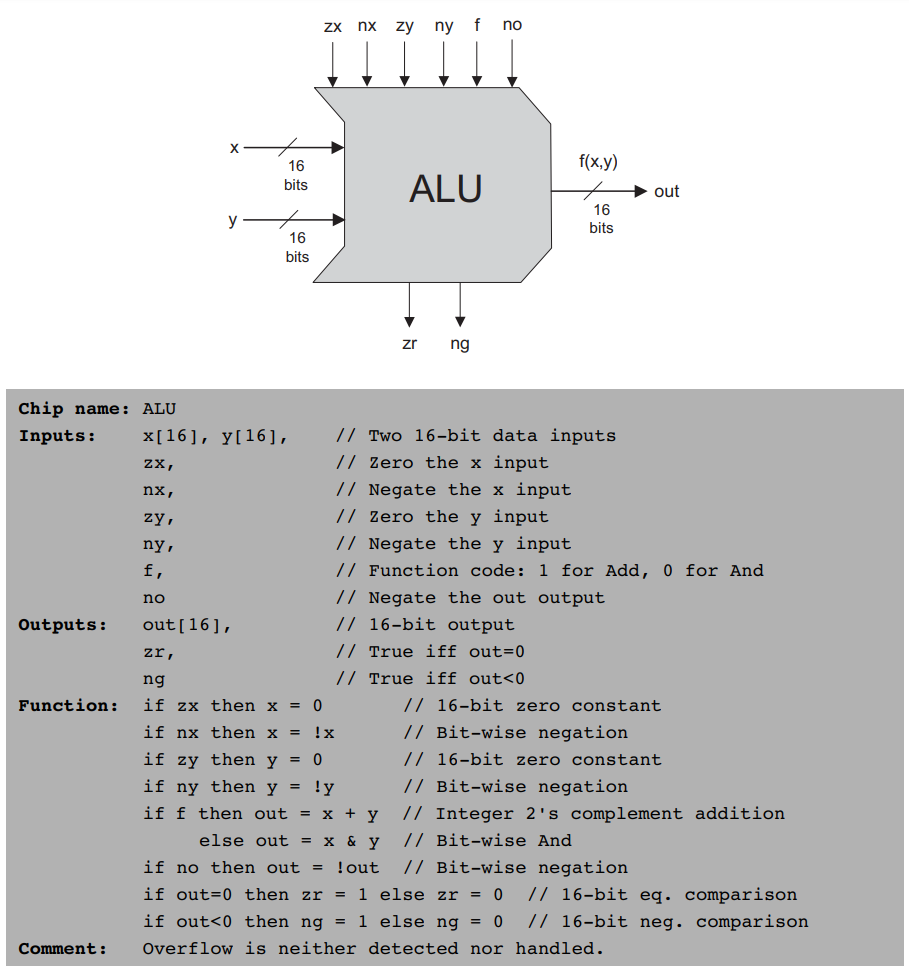 zx nx zy ny f no
x
16
bits
ALU
f(x,y)
out
16
bits
y
16
bits
zr ng
Chip name: ALU
Inputs: x[16], y[16], // Two 16-bit data inputs
zx, // Zero the x input
nx, // Negate the x input
zy, // Zero the y input
ny, // Negate the y input
f, // Function code: 1 for Add, 0 for And
no // Negate the out output
Outputs: out[16], // 16-bit output
zr, // True iff out=0
ng // True iff out<0
Function: if zx then x = 0 // 16-bit zero constant
if nx then x = !x // Bit-wise negation
if zy then y = 0 // 16-bit zero constant
if ny then y = !y // Bit-wise negation
if f then out = x + y // Integer 2's complement addition
else out = x & y // Bit-wise And
if no then out = !out // Bit-wise negation
if out=0 then zr = 1 else zr = 0 // 16-bit eq. comparison
if out<0 then ng = 1 else ng = 0 // 16-bit neg. comparison
Comment: Overflow is neither detected nor handled.